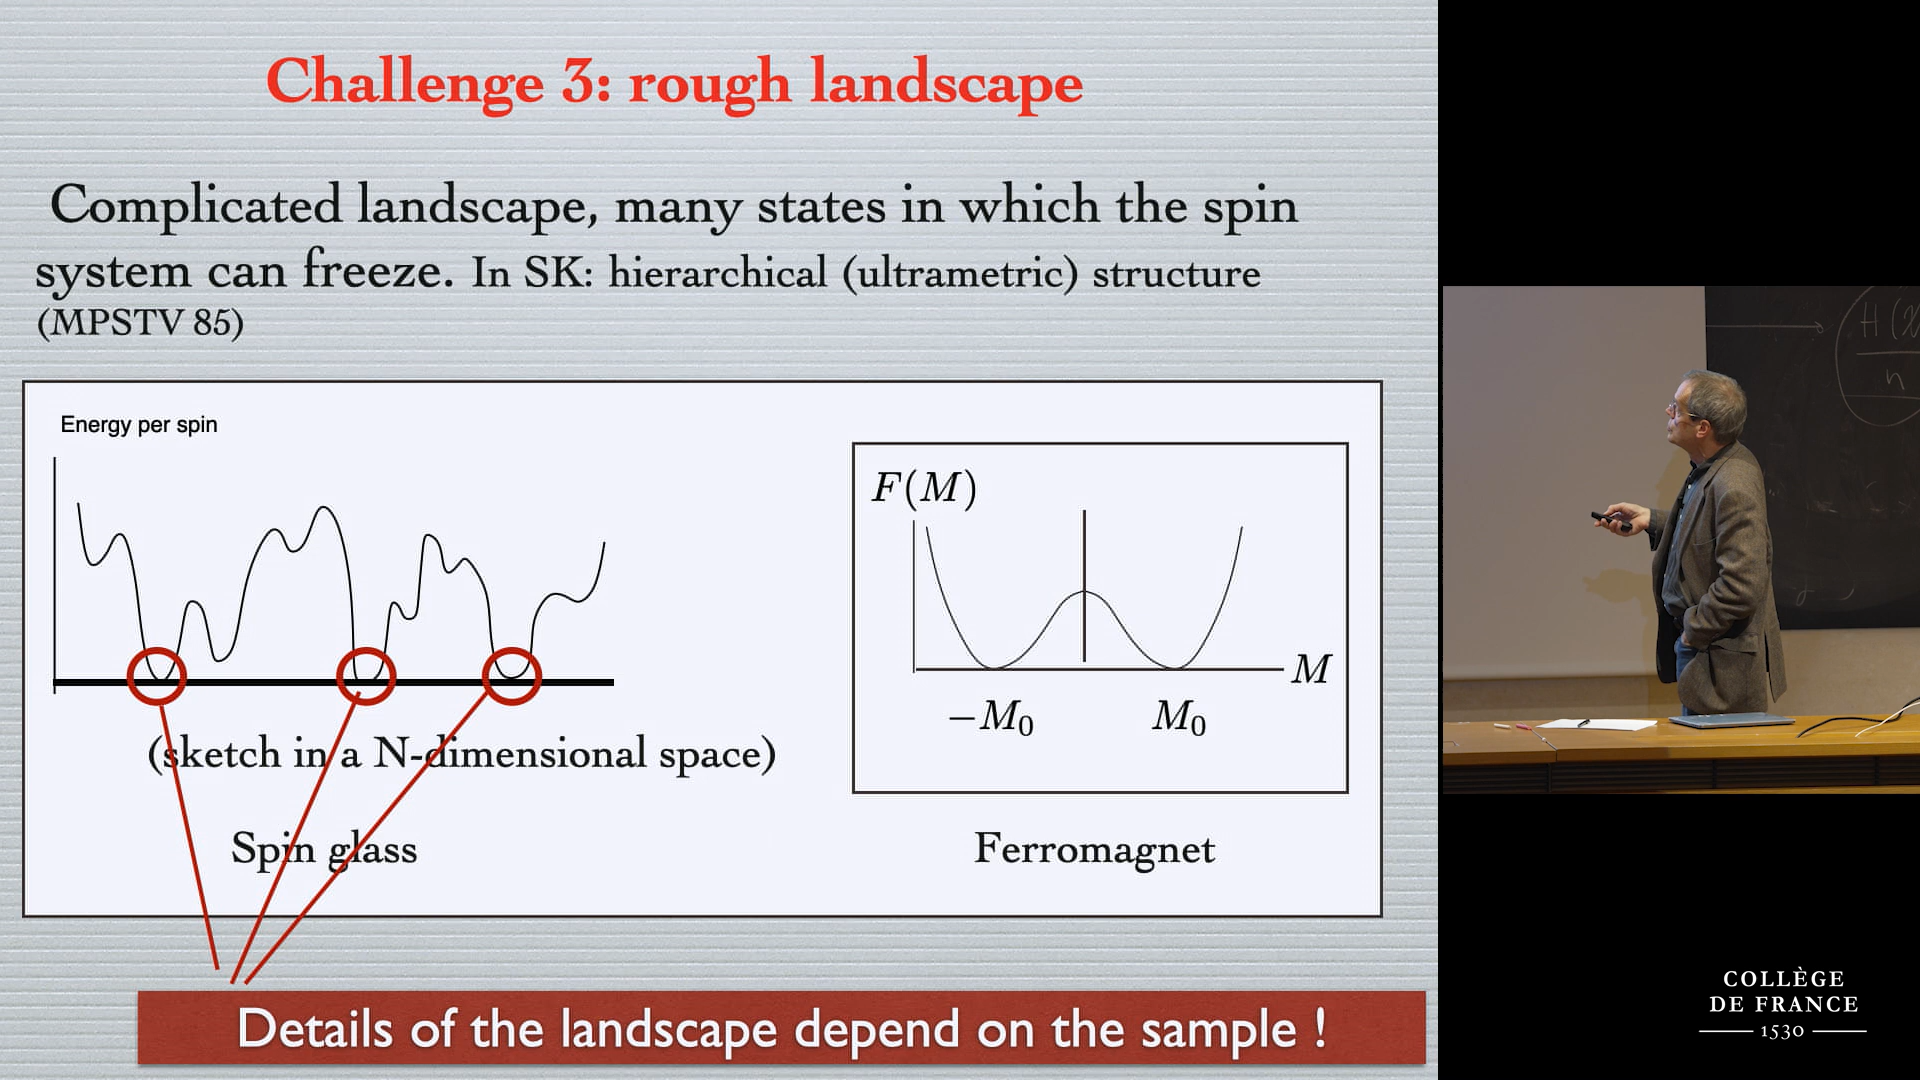 Challenge 3: rough landscape
Complicated landscape, many states in which the spin
system can freeze. In SK: hierarchical (ultrametric) structure
(MPSTV 85)
Energy per spin
(sketch in a N-dimensional space)
Spin glass
F(M)
M
−M₀ M₀
Ferromagnet
Details of the landscape depend on the sample !
H(X
n
COLLÈGE
DE FRANCE
1530